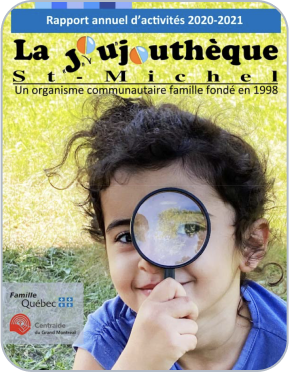 Rapport annuel d'activités 2020-2021
La Joujouthèque
St-Michel
Un organisme communautaire famille fondé en 1998
Famille
Québec
Centraide
du Grand Montréal